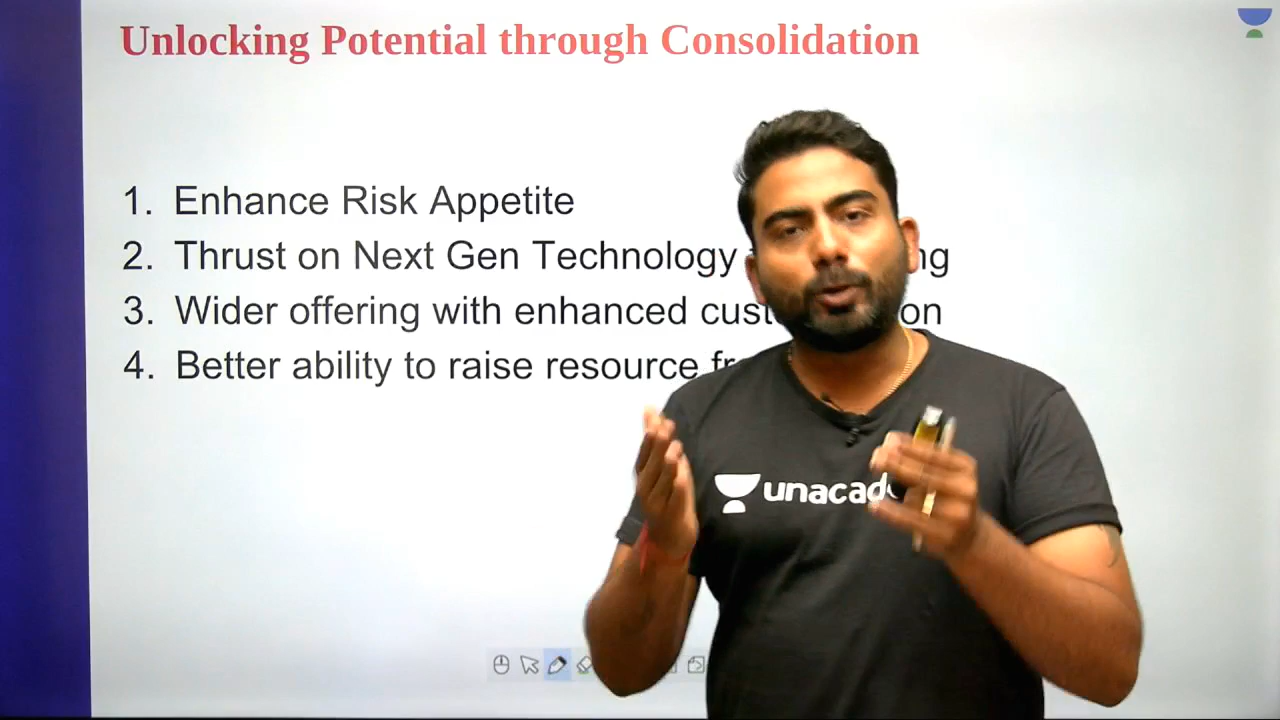 Unlocking Potential through Consolidation
1. Enhance Risk Appetite
2. Thrust on Next Gen Technology
3. Wider offering with enhanced
4. Better ability to raise resource
unacad